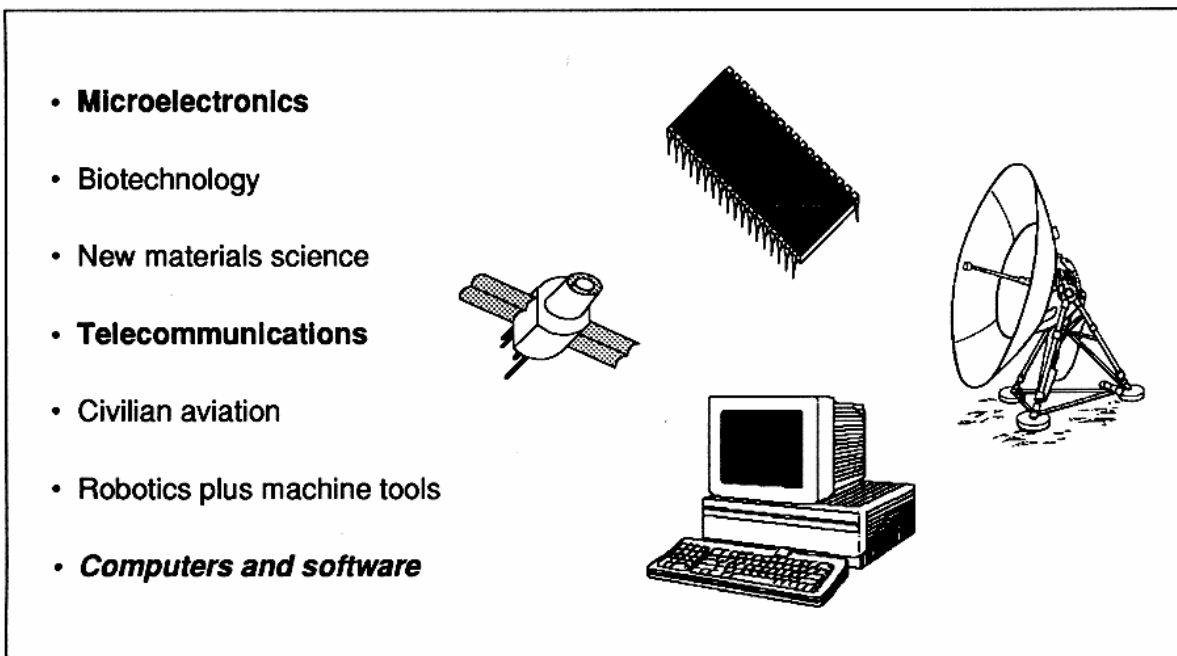 • Microelectronics
• Biotechnology
• New materials science
• Telecommunications
• Civilian aviation
• Robotics plus machine tools
• Computers and software